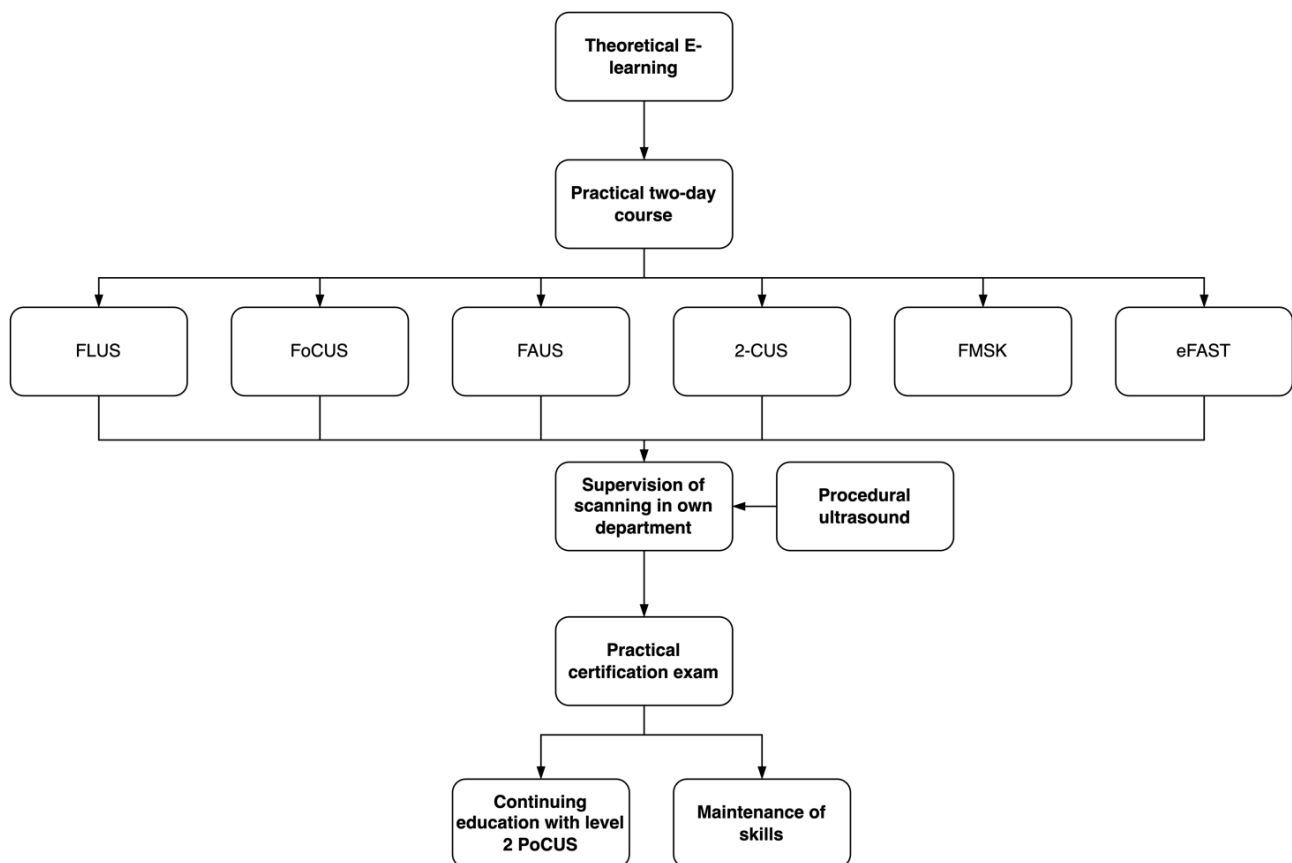 Theoretical E-
learning
Practical two-day
course
FLUS
FoCUS
FAUS
2-CUS
FMSK
eFAST
Supervision of
scanning in own
department
Procedural
ultrasound
Practical
certification exam
Continuing
education with level
2 PoCUS
Maintenance of
skills